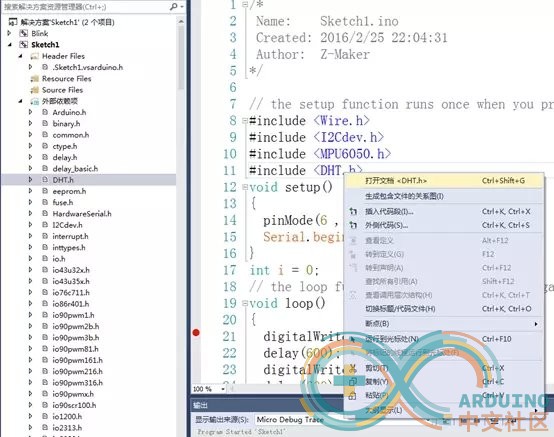 搜索解决方案资源管理器(Ctrl+;)
解决方案'Sketch1' (2 个项目)
Blink
Sketch1
Header Files
.Sketch1.vsarduino.h
Resource Files
Source Files
外部依赖项
Arduino.h
binary.h
common.h
ctype.h
delay.h
delay_basic.h
DHT.h
eeprom.h
fuse.h
HardwareSerial.h
I2Cdev.h
interrupt.h
inttypes.h
io.h
io43u32x.h
io43u35x.h
io76c711.h
io86r401.h
io90pwm1.h
io90pwm2b.h
io90pwm3b.h
io90pwm81.h
io90pwm161.h
io90pwm216.h
io90pwm316.h
io90pwmx.h
io90scr100.h
io1200.h
io2313.h
io2323.h
1 /*
2 Name: Sketch1.ino
3 Created: 2016/2/25 22:04:31
4 Author: Z-Maker
5 */
6
7 // the setup function runs once when you pr
8 #include <Wire.h>
9 #include <I2Cdev.h>
10 #include <MPU6050.h>
11 #include <DHT.h>
12 void setup()
13 {
14 pinMode(6 ,
15 Serial.begin
16 }
17 int i = 0;
18 // the loop fu
19 void loop()
20 {
21 digitalWrite
22 delay(600);
23 digitalWrite
打开文档 <DHT.h> Ctrl+Shift+G
生成包含文件的关系图(I)
插入代码段(I)... Ctrl+K, Ctrl+X
外侧代码(S)... Ctrl+K, Ctrl+S
查看定义 Alt+F12
转到定义(G) F12
转到声明(A) Ctrl+F12
查找所有引用(A) Shift+F12
查看调用层次结构(H) Ctrl+K, Ctrl+T
切换标题/代码文件(H) Ctrl+K, Ctrl+O
断点(B)
运行到光标处(N) Ctrl+F10
剪切(T) Ctrl+X
复制(Y) Ctrl+C
粘贴(P) Ctrl+V
大纲显示(L)
ARDUINO
中文社区
100 %
输出
显示输出来源(S): Micro Debug Trace
Program Started 'Sketch1'